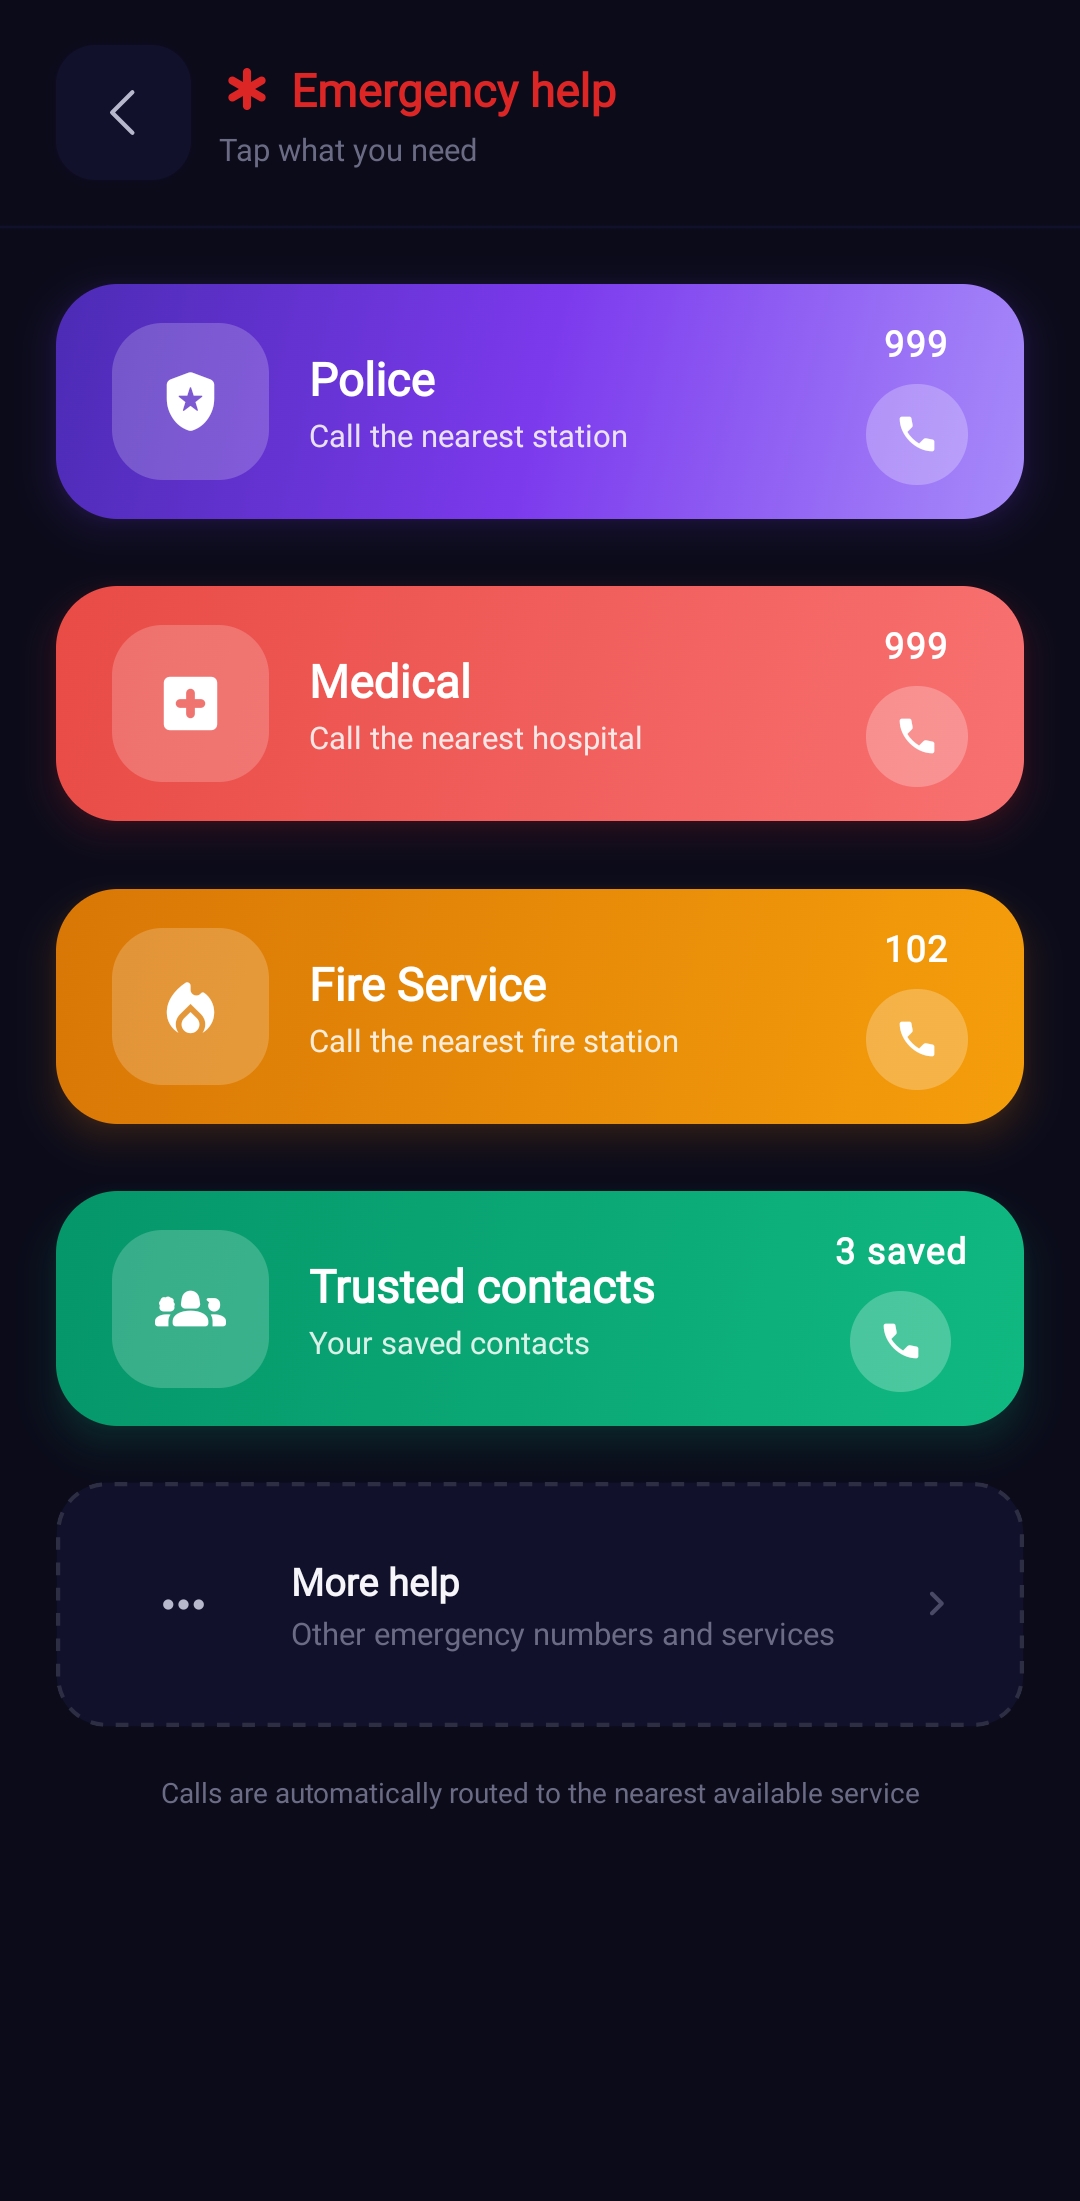 Emergency help
Tap what you need
Police
Call the nearest station
999
Medical
Call the nearest hospital
999
Fire Service
Call the nearest fire station
102
Trusted contacts
Your saved contacts
3 saved
More help
Other emergency numbers and services
Calls are automatically routed to the nearest available service